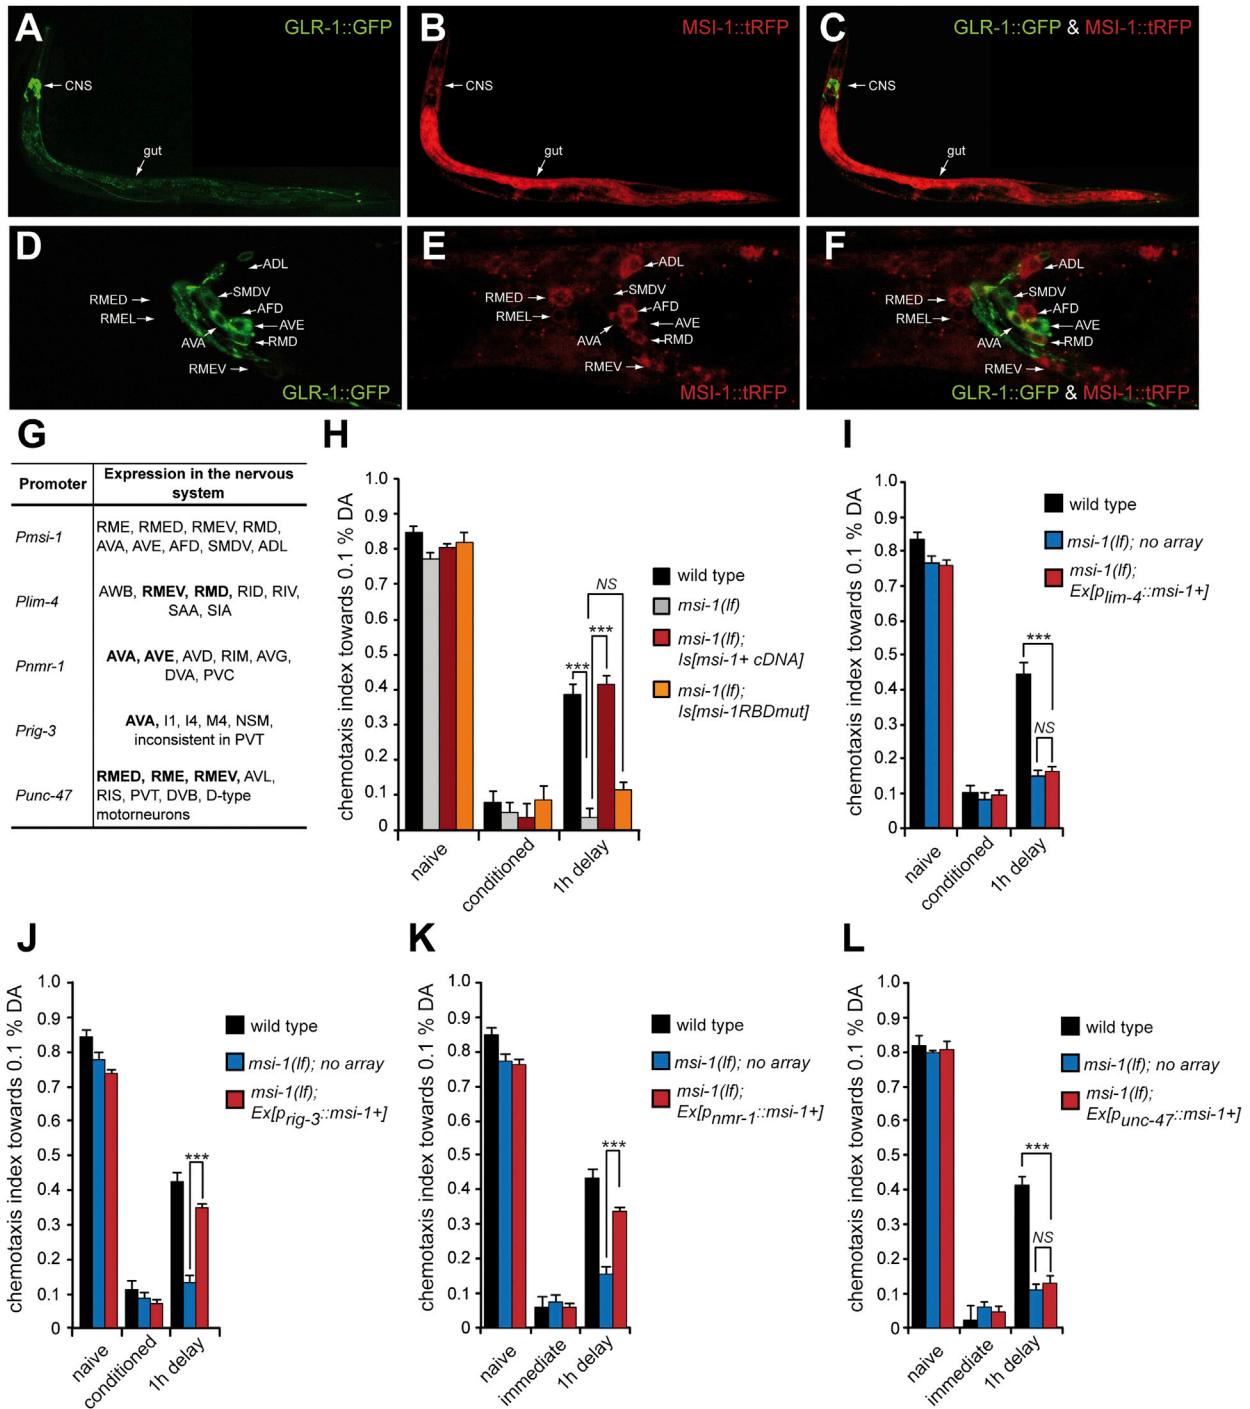 A
GLR-1::GFP
CNS
gut
B
MSI-1::tRFP
CNS
gut
C
GLR-1::GFP & MSI-1::tRFP
CNS
gut
D
ADL
RMED
SMDV
RMEL
AFD
AVE
AVA
RMD
RMEV
GLR-1::GFP
E
ADL
RMED
SMDV
RMEL
AFD
AVE
AVA
RMD
RMEV
MSI-1::tRFP
F
ADL
RMED
SMDV
RMEL
AFD
AVE
AVA
RMD
RMEV
GLR-1::GFP & MSI-1::tRFP
G
Promoter
Expression in the nervous
system
Pmsi-1
RME, RMED, RMEV, RMD,
AVA, AVE, AFD, SMDV, ADL
Plim-4
AWB, RMEV, RMD, RID, RIV,
SAA, SIA
Pnmr-1
AVA, AVE, AVD, RIM, AVG,
DVA, PVC
Prig-3
AVA, I1, I4, M4, NSM,
inconsistent in PVT
Punc-47
RMED, RME, RMEV, AVL,
RIS, PVT, DVB, D-type
motorneurons
H
chemotaxis index towards 0.1 % DA
1.0
0.9
0.8
0.7
0.6
0.5
0.4
0.3
0.2
0.1
0
naive
conditioned
1h delay
***
***
NS
wild type
msi-1(lf)
msi-1(lf);
Is[msi-1+ cDNA]
msi-1(lf);
Is[msi-1RBDmut]
I
chemotaxis index towards 0.1 % DA
1.0
0.9
0.8
0.7
0.6
0.5
0.4
0.3
0.2
0.1
0
naive
conditioned
1h delay
***
NS
wild type
msi-1(lf); no array
msi-1(lf);
Ex[plim-4::msi-1+]
J
chemotaxis index towards 0.1 % DA
1.0
0.9
0.8
0.7
0.6
0.5
0.4
0.3
0.2
0.1
0
naive
conditioned
1h delay
***
wild type
msi-1(lf); no array
msi-1(lf);
Ex[prig-3::msi-1+]
K
chemotaxis index towards 0.1 % DA
1.0
0.9
0.8
0.7
0.6
0.5
0.4
0.3
0.2
0.1
0
naive
immediate
1h delay
***
wild type
msi-1(lf); no array
msi-1(lf);
Ex[pnmr-1::msi-1+]
L
chemotaxis index towards 0.1 % DA
1.0
0.9
0.8
0.7
0.6
0.5
0.4
0.3
0.2
0.1
0
naive
immediate
1h delay
***
NS
wild type
msi-1(lf); no array
msi-1(lf);
Ex[punc-47::msi-1+]